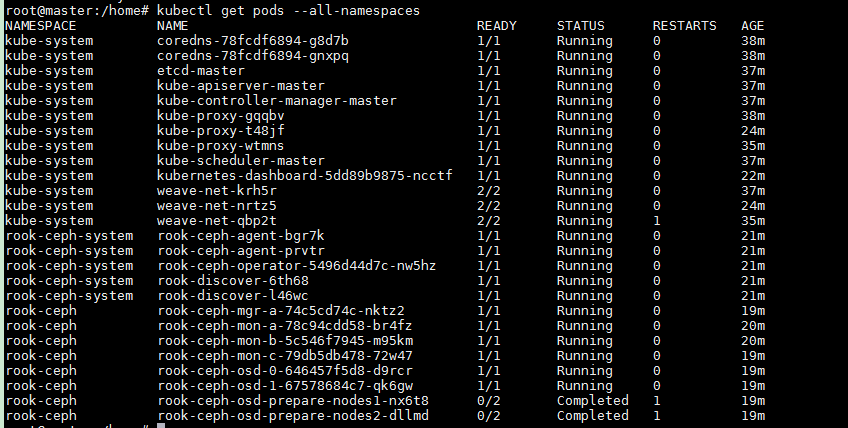 root@master:/home# kubectl get pods --all-namespaces
NAMESPACE NAME READY STATUS RESTARTS AGE
kube-system coredns-78fcdf6894-g8d7b 1/1 Running 0 38m
kube-system coredns-78fcdf6894-gnxpq 1/1 Running 0 38m
kube-system etcd-master 1/1 Running 0 37m
kube-system kube-apiserver-master 1/1 Running 0 37m
kube-system kube-controller-manager-master 1/1 Running 0 37m
kube-system kube-proxy-gqqbv 1/1 Running 0 38m
kube-system kube-proxy-t48jf 1/1 Running 0 24m
kube-system kube-proxy-wtmns 1/1 Running 0 35m
kube-system kube-scheduler-master 1/1 Running 0 37m
kube-system kubernetes-dashboard-5dd89b9875-ncctf 1/1 Running 0 22m
kube-system weave-net-krh5r 2/2 Running 0 37m
kube-system weave-net-nrtz5 2/2 Running 0 24m
kube-system weave-net-qbp2t 2/2 Running 1 35m
rook-ceph-system rook-ceph-agent-bgr7k 1/1 Running 0 21m
rook-ceph-system rook-ceph-agent-prvtr 1/1 Running 0 21m
rook-ceph-system rook-ceph-operator-5496d44d7c-nw5hz 1/1 Running 0 21m
rook-ceph-system rook-discover-6th68 1/1 Running 0 21m
rook-ceph-system rook-discover-l46wc 1/1 Running 0 21m
rook-ceph rook-ceph-mgr-a-74c5cd74c-nktz2 1/1 Running 0 19m
rook-ceph rook-ceph-mon-a-78c94cdd58-br4fz 1/1 Running 0 20m
rook-ceph rook-ceph-mon-b-5c546f7945-m95km 1/1 Running 0 20m
rook-ceph rook-ceph-mon-c-79db5db478-72w47 1/1 Running 0 19m
rook-ceph rook-ceph-osd-0-646457f5d8-d9rcr 1/1 Running 0 19m
rook-ceph rook-ceph-osd-1-67578684c7-qk6gw 1/1 Running 0 19m
rook-ceph rook-ceph-osd-prepare-nodes1-nx6t8 0/2 Completed 1 19m
rook-ceph rook-ceph-osd-prepare-nodes2-dllmd 0/2 Completed 1 19m